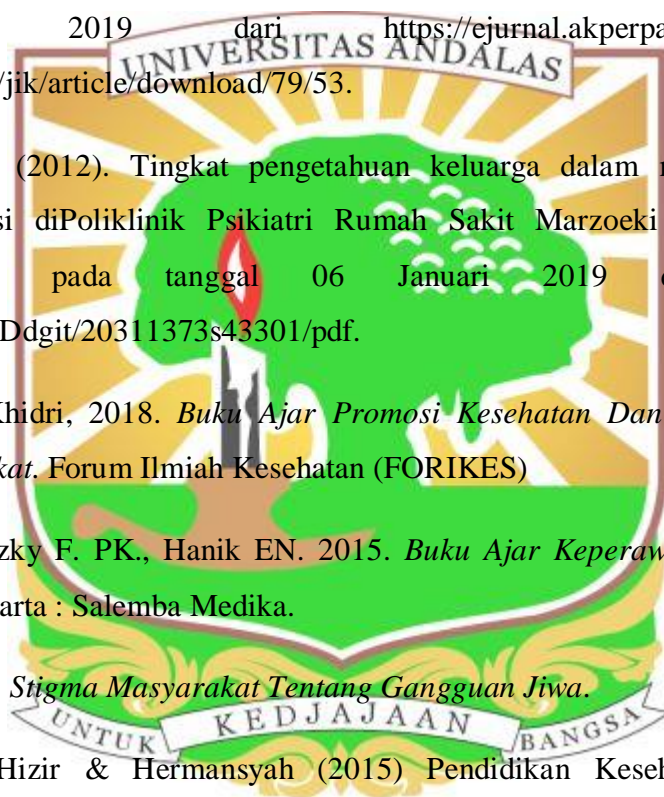 2019 dari https://ejurnal.akperpa
UNIVERSITAS ANDALAS
/jik/article/download/79/53.
(2012). Tingkat pengetahuan keluarga dalam
si diPoliklinik Psikiatri Rumah Sakit Marzoeki
pada tanggal 06 Januari 2019
Ddgit/20311373s43301/pdf.
Khidri, 2018. Buku Ajar Promosi Kesehatan Dan
kat. Forum Ilmiah Kesehatan (FORIKES)
zky F. PK., Hanik EN. 2015. Buku Ajar Keperaw
arta : Salemba Medika.
Stigma Masyarakat Tentang Gangguan Jiwa.
UNTUK KEDJAJAAN BANGSA
Hizir & Hermansyah (2015) Pendidikan Keseh